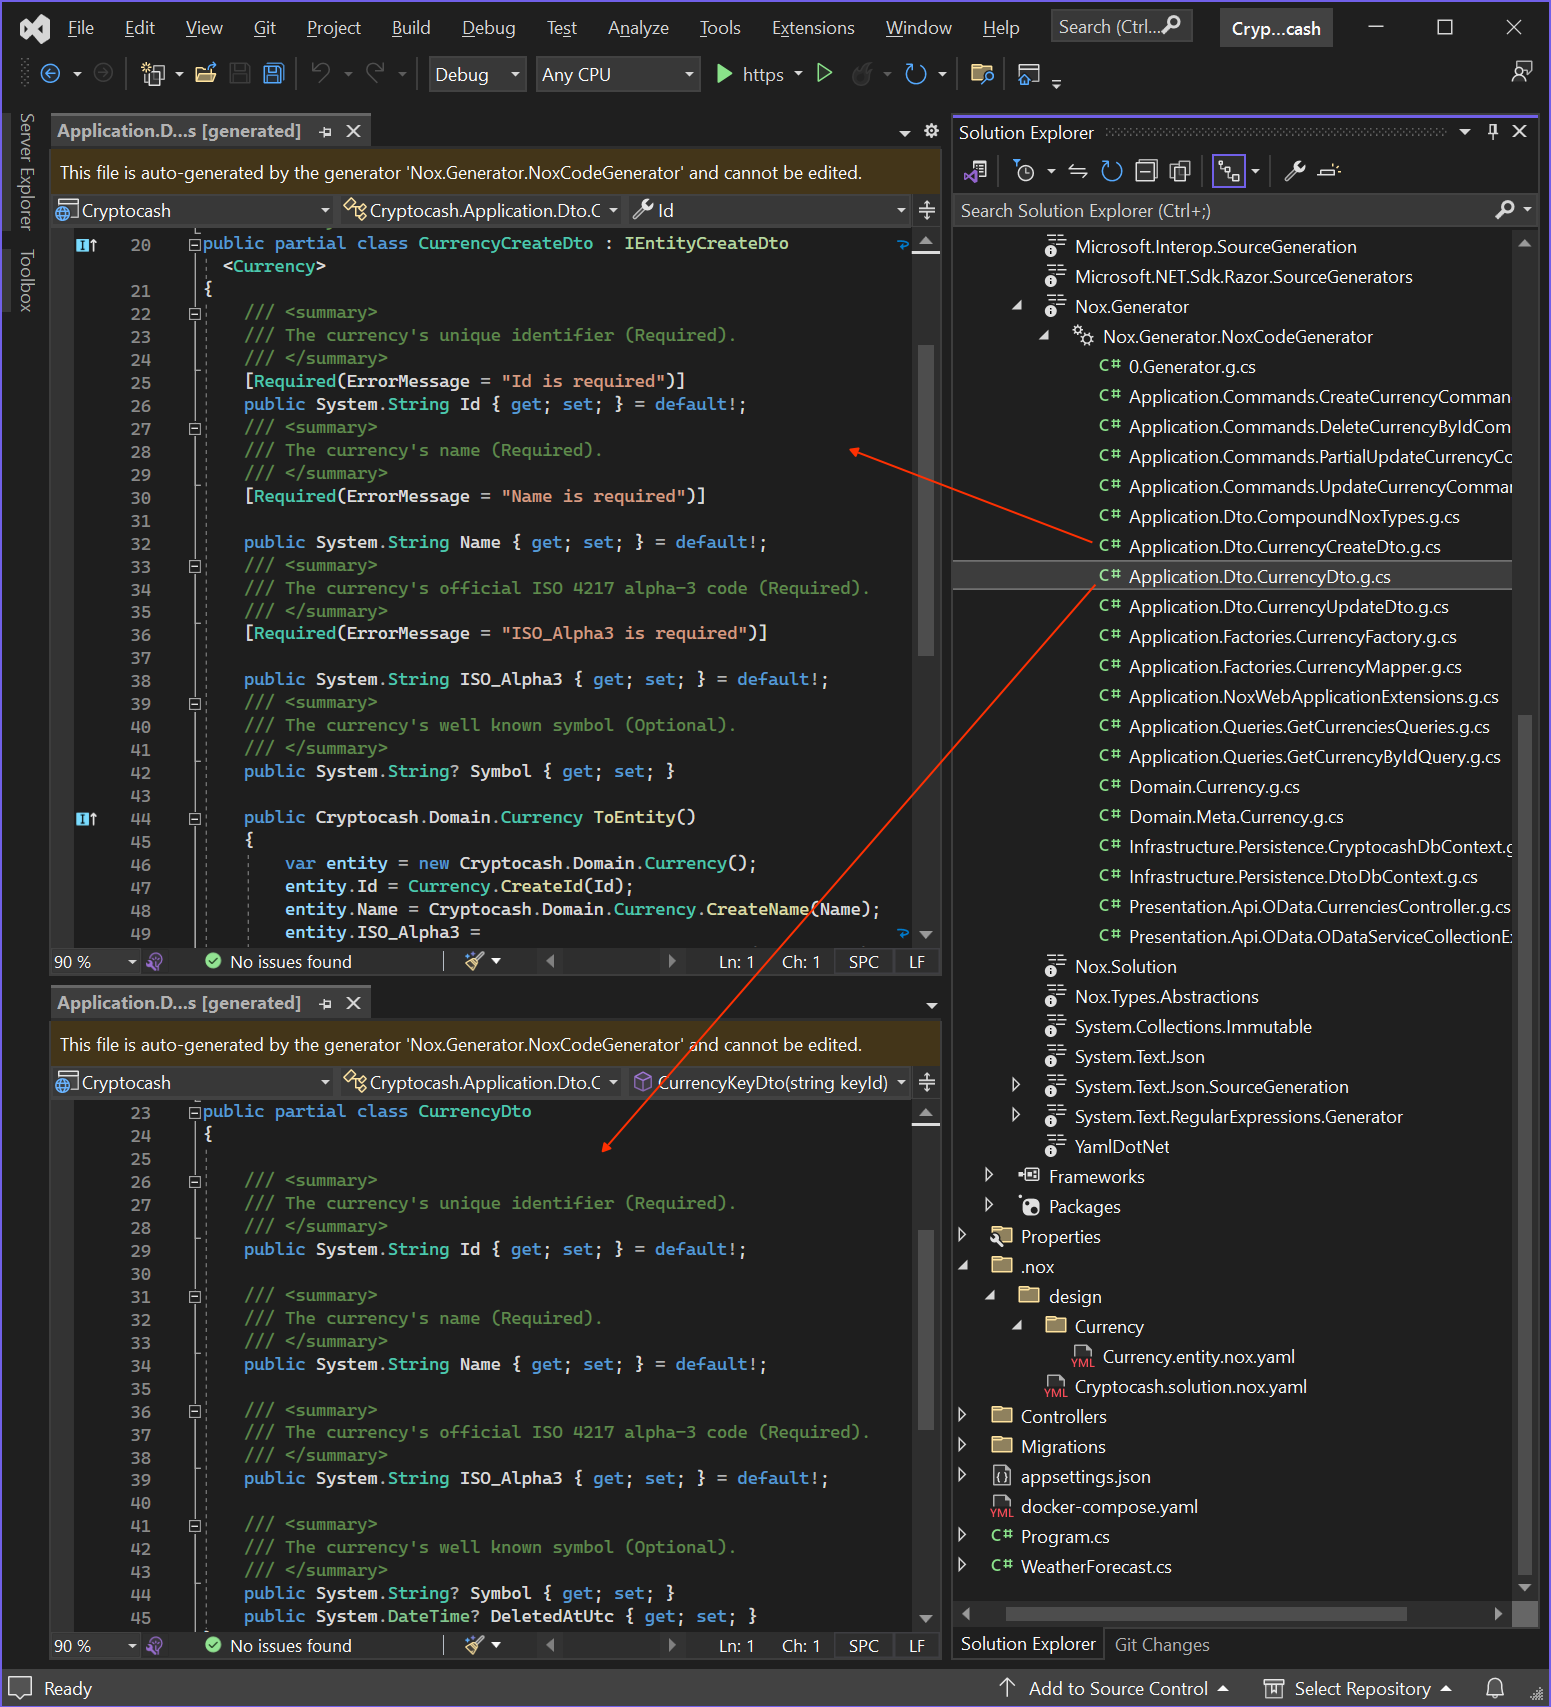 File Edit View Git Project Build Debug Test Analyze Tools Extensions Window Help Search (Ctrl... Cryp...cash
Debug Any CPU https
Server Explorer
Toolbox
Application.D...s [generated]
This file is auto-generated by the generator 'Nox.Generator.NoxCodeGenerator' and cannot be edited.
Cryptocash Cryptocash.Application.Dto.C Id
20 public partial class CurrencyCreateDto : IEntityCreateDto
<Currency>
21 {
22 /// <summary>
23 /// The currency's unique identifier (Required).
24 /// </summary>
25 [Required(ErrorMessage = "Id is required")]
26 public System.String Id { get; set; } = default!;
27 /// <summary>
28 /// The currency's name (Required).
29 /// </summary>
30 [Required(ErrorMessage = "Name is required")]
31
32 public System.String Name { get; set; } = default!;
33 /// <summary>
34 /// The currency's official ISO 4217 alpha-3 code (Required).
35 /// </summary>
36 [Required(ErrorMessage = "ISO_Alpha3 is required")]
37
38 public System.String ISO_Alpha3 { get; set; } = default!;
39 /// <summary>
40 /// The currency's well known symbol (Optional).
41 /// </summary>
42 public System.String? Symbol { get; set; }
43
44 public Cryptocash.Domain.Currency ToEntity()
45 {
46 var entity = new Cryptocash.Domain.Currency();
47 entity.Id = Currency.CreateId(Id);
48 entity.Name = Cryptocash.Domain.Currency.CreateName(Name);
49 entity.ISO_Alpha3 =
90 % No issues found Ln: 1 Ch: 1 SPC LF
Application.D...s [generated]
This file is auto-generated by the generator 'Nox.Generator.NoxCodeGenerator' and cannot be edited.
Cryptocash Cryptocash.Application.Dto.C CurrencyKeyDto(string keyId)
23 public partial class CurrencyDto
24 {
25
26 /// <summary>
27 /// The currency's unique identifier (Required).
28 /// </summary>
29 public System.String Id { get; set; } = default!;
30
31 /// <summary>
32 /// The currency's name (Required).
33 /// </summary>
34 public System.String Name { get; set; } = default!;
35
36 /// <summary>
37 /// The currency's official ISO 4217 alpha-3 code (Required).
38 /// </summary>
39 public System.String ISO_Alpha3 { get; set; } = default!;
40
41 /// <summary>
42 /// The currency's well known symbol (Optional).
43 /// </summary>
44 public System.String? Symbol { get; set; }
45 public System.DateTime? DeletedAtUtc { get; set; }
90 % No issues found Ln: 1 Ch: 1 SPC LF
Solution Explorer
Search Solution Explorer (Ctrl+;)
Microsoft.Interop.SourceGeneration
Microsoft.NET.Sdk.Razor.SourceGenerators
Nox.Generator
Nox.Generator.NoxCodeGenerator
C# 0.Generator.g.cs
C# Application.Commands.CreateCurrencyComman
C# Application.Commands.DeleteCurrencyByIdCom
C# Application.Commands.PartialUpdateCurrencyCo
C# Application.Commands.UpdateCurrencyComman
C# Application.Dto.CompoundNoxTypes.g.cs
C# Application.Dto.CurrencyCreateDto.g.cs
C# Application.Dto.CurrencyDto.g.cs
C# Application.Dto.CurrencyUpdateDto.g.cs
C# Application.Factories.CurrencyFactory.g.cs
C# Application.Factories.CurrencyMapper.g.cs
C# Application.NoxWebApplicationExtensions.g.cs
C# Application.Queries.GetCurrenciesQueries.g.cs
C# Application.Queries.GetCurrencyByIdQuery.g.cs
C# Domain.Currency.g.cs
C# Domain.Meta.Currency.g.cs
C# Infrastructure.Persistence.CryptocashDbContext.g
C# Infrastructure.Persistence.DtoDbContext.g.cs
C# Presentation.Api.OData.CurrenciesController.g.cs
C# Presentation.Api.OData.ODataServiceCollectionEx
Nox.Solution
Nox.Types.Abstractions
System.Collections.Immutable
System.Text.Json
System.Text.Json.SourceGeneration
System.Text.RegularExpressions.Generator
YamlDotNet
Frameworks
Packages
Properties
.nox
design
Currency
YML Currency.entity.nox.yaml
YML Cryptocash.solution.nox.yaml
Controllers
Migrations
appsettings.json
YML docker-compose.yaml
C# Program.cs
C# WeatherForecast.cs
Solution Explorer Git Changes
Ready Add to Source Control Select Repository